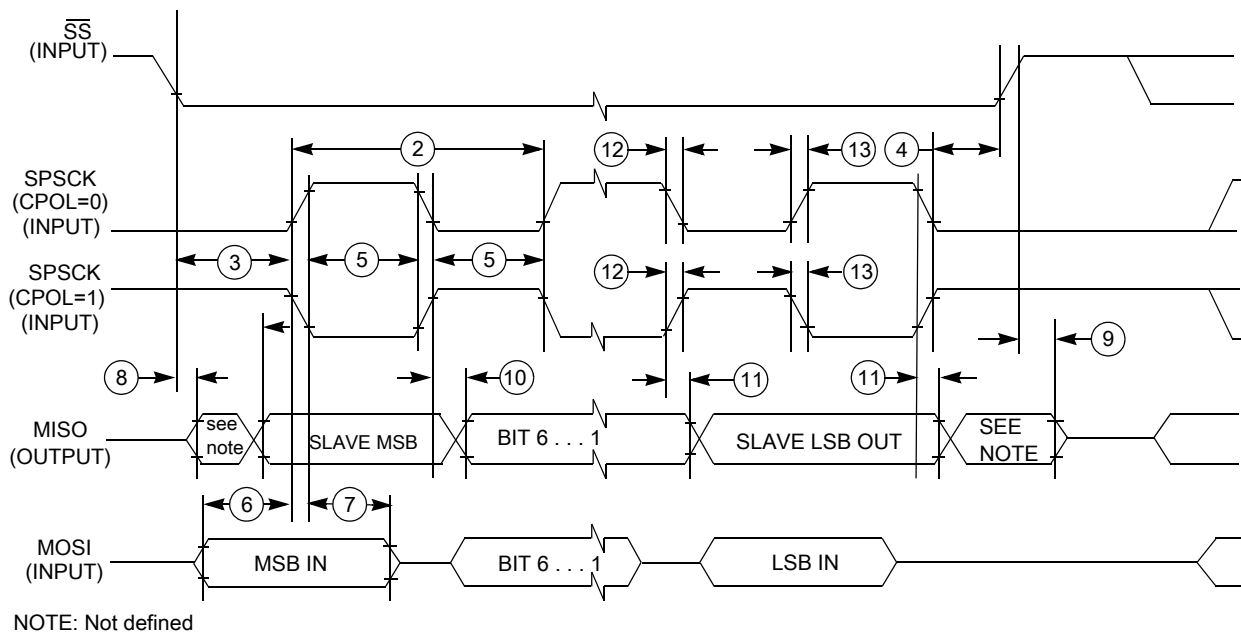 SS
(INPUT)
2
12
13
4
SPSCK
(CPOL=0)
(INPUT)
3
5
5
SPSCK
(CPOL=1)
(INPUT)
12
13
9
8
10
11
11
MISO
(OUTPUT)
see
note
SLAVE MSB
BIT 6 . . . 1
SLAVE LSB OUT
SEE
NOTE
6
7
MOSI
(INPUT)
MSB IN
BIT 6 . . . 1
LSB IN
NOTE: Not defined